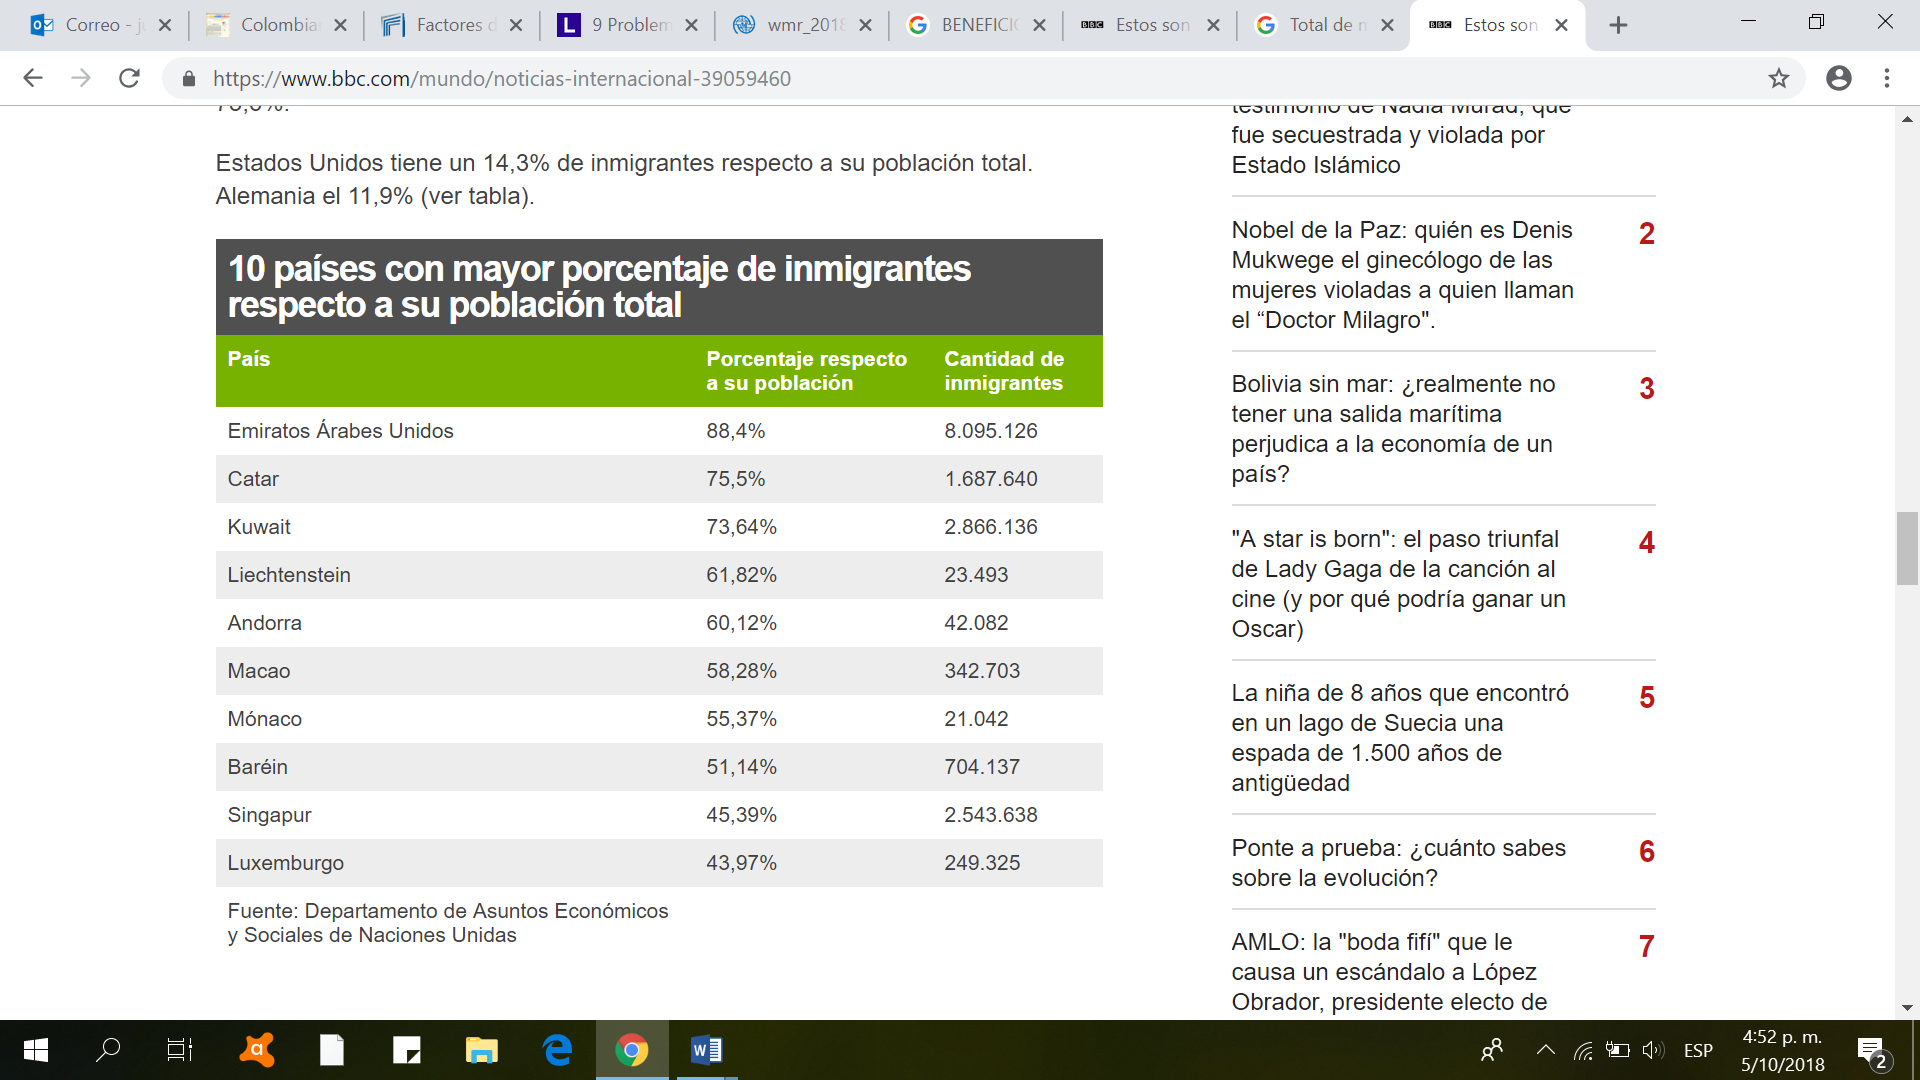 Correo - j
Colombia
Factores d
9 Problem
wmr_2018
BENEFICIO
Estos son
Total de m
Estos son
https://www.bbc.com/mundo/noticias-internacional-39059460
Estados Unidos tiene un 14,3% de inmigrantes respecto a su población total.
Alemania el 11,9% (ver tabla).
10 países con mayor porcentaje de inmigrantes
respecto a su población total
País Porcentaje respecto a su población Cantidad de inmigrantes
Emiratos Árabes Unidos 88,4% 8.095.126
Catar 75,5% 1.687.640
Kuwait 73,64% 2.866.136
Liechtenstein 61,82% 23.493
Andorra 60,12% 42.082
Macao 58,28% 342.703
Mónaco 55,37% 21.042
Baréin 51,14% 704.137
Singapur 45,39% 2.543.638
Luxemburgo 43,97% 249.325
Fuente: Departamento de Asuntos Económicos
y Sociales de Naciones Unidas
testimonio de Nadia Murad, que
fue secuestrada y violada por
Estado Islámico
Nobel de la Paz: quién es Denis 2
Mukwege el ginecólogo de las
mujeres violadas a quien llaman
el “Doctor Milagro".
Bolivia sin mar: ¿realmente no 3
tener una salida marítima
perjudica a la economía de un
país?
"A star is born": el paso triunfal 4
de Lady Gaga de la canción al
cine (y por qué podría ganar un
Oscar)
La niña de 8 años que encontró 5
en un lago de Suecia una
espada de 1.500 años de
antigüedad
Ponte a prueba: ¿cuánto sabes 6
sobre la evolución?
AMLO: la "boda fifí" que le 7
causa un escándalo a López
Obrador, presidente electo de
ESP
4:52 p. m.
5/10/2018
2